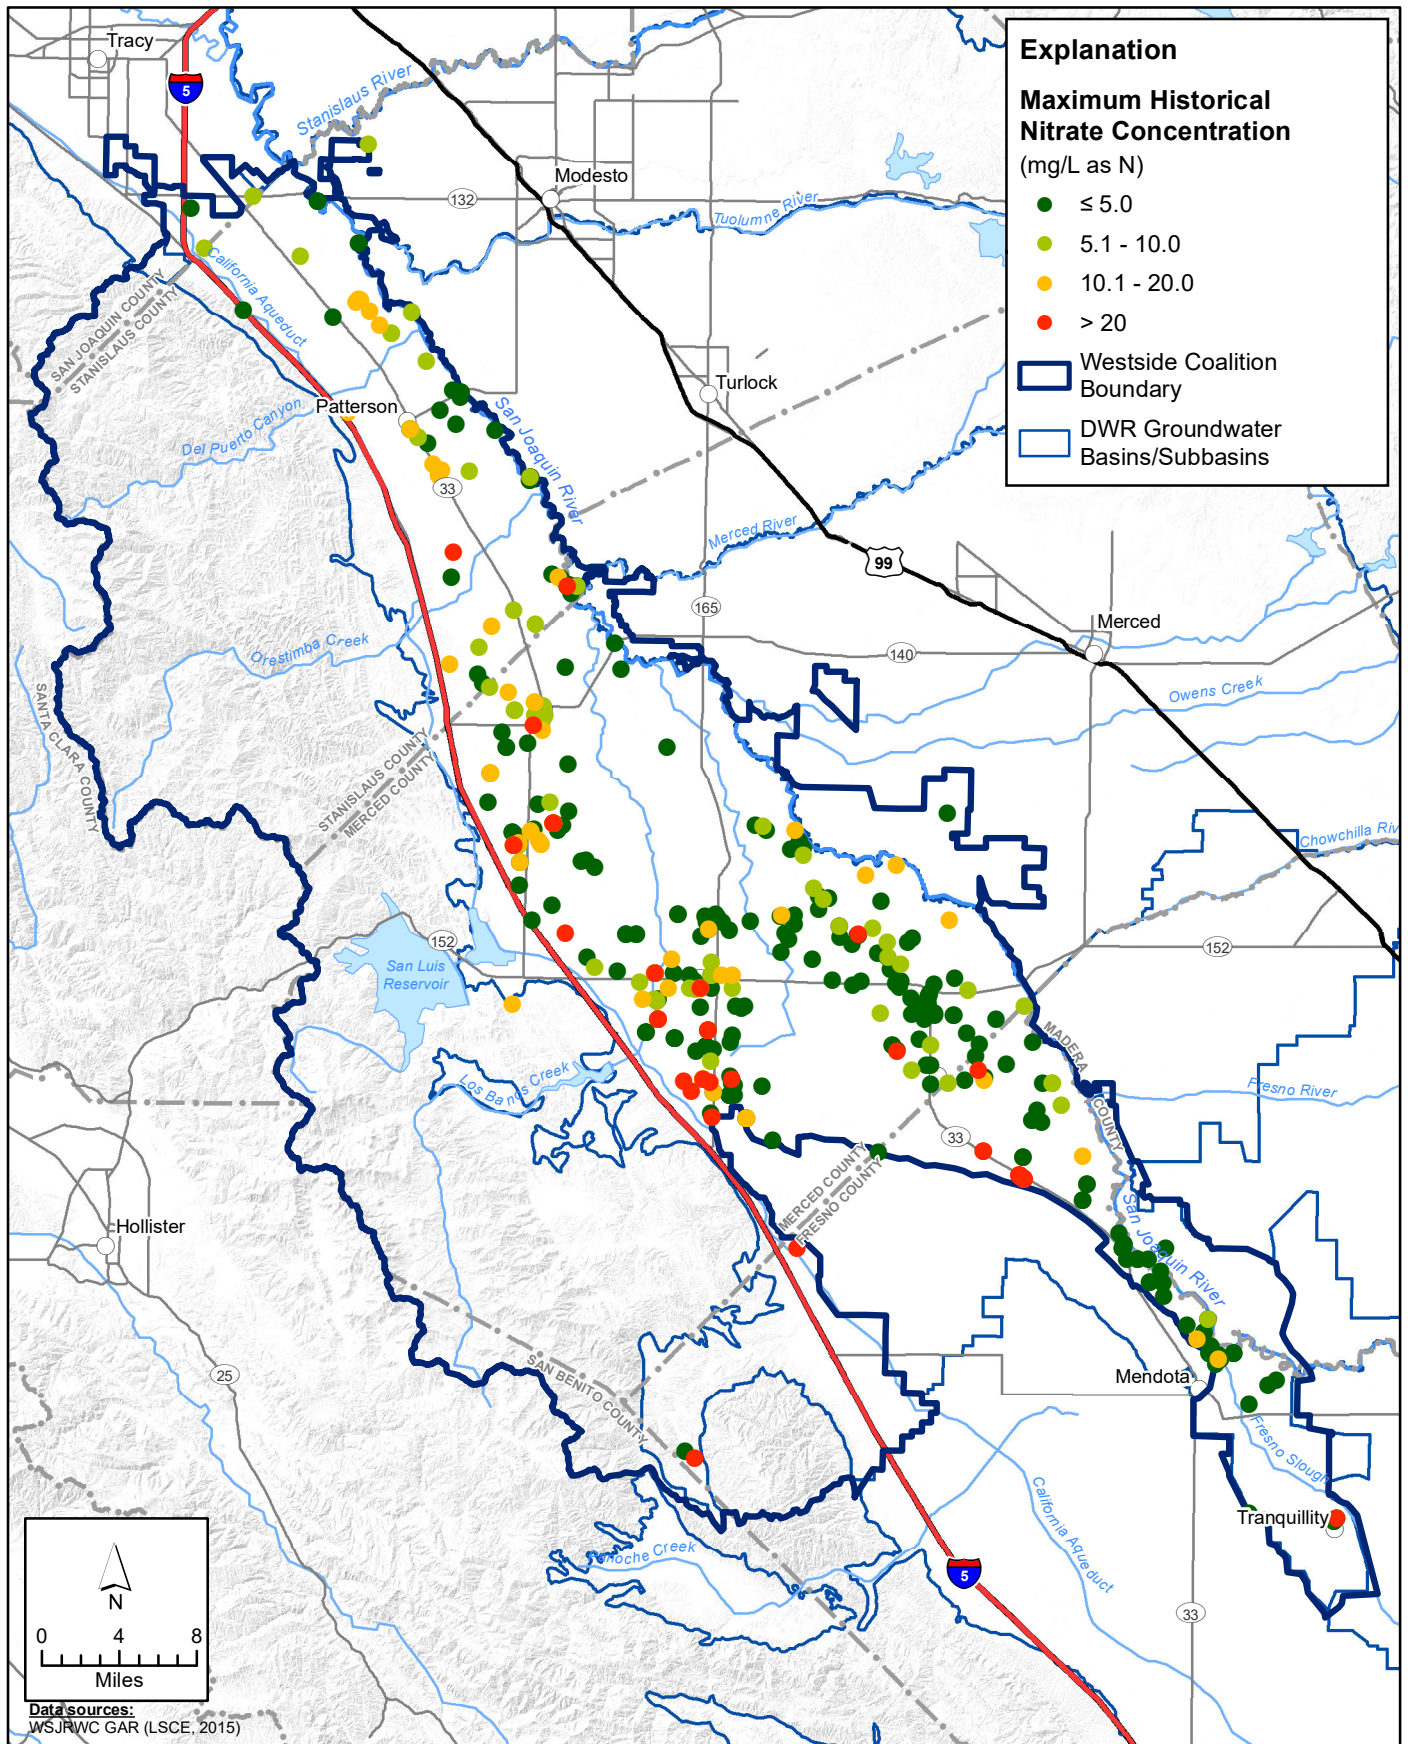 Tracy
5
Stanislaus River
Explanation
Maximum Historical
Nitrate Concentration
(mg/L as N)
≤ 5.0
5.1 - 10.0
10.1 - 20.0
> 20
Westside Coalition
Boundary
DWR Groundwater
Basins/Subbasins
Modesto
132
Tuolumne River
California Aqueduct
SAN JOAQUIN COUNTY
STANISLAUS COUNTY
Turlock
Patterson
San Joaquin River
Del Puerto Canyon
33
Merced River
99
165
Merced
140
Orestimba Creek
Owens Creek
SANTA CLARA COUNTY
STANISLAUS COUNTY
MERCED COUNTY
Chowchilla Riv
152
152
San Luis
Reservoir
MADERA COUNTY
Los Banos Creek
Fresno River
33
MERCED COUNTY
FRESNO COUNTY
San Joaquin River
Hollister
25
SAN BENITO COUNTY
Mendota
Fresno Slough
California Aqueduct
Tranquillity
Panoche Creek
5
33
N
0 4 8
Miles
Data sources:
WSJRWC GAR (LSCE, 2015)